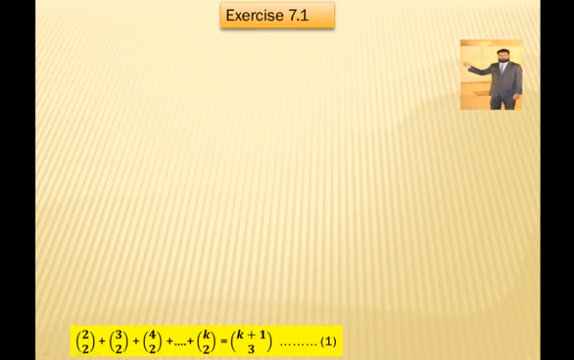 Exercise 7.1
(2 2) + (3 2) + (4 2) +....+ (k 2) = (k + 1 3) ......... (1)